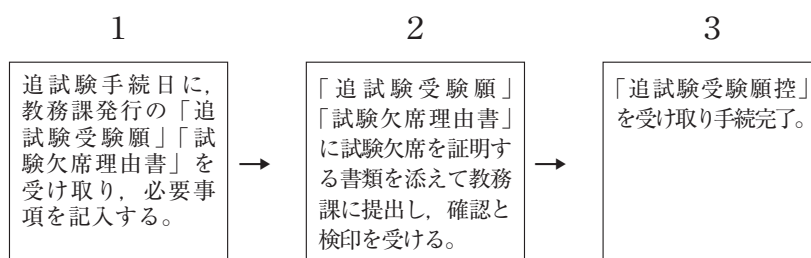 1
追試験手続日に，
教務課発行の「追
試験受験願」「試
験欠席理由書」を
受け取り，必要事
項を記入する。
→
2
「追試験受験願」
「試験欠席理由書」
に試験欠席を証明す
る書類を添えて教務
課に提出し，確認と
検印を受ける。
→
3
「追試験受験願控」
を受け取り手続完了。